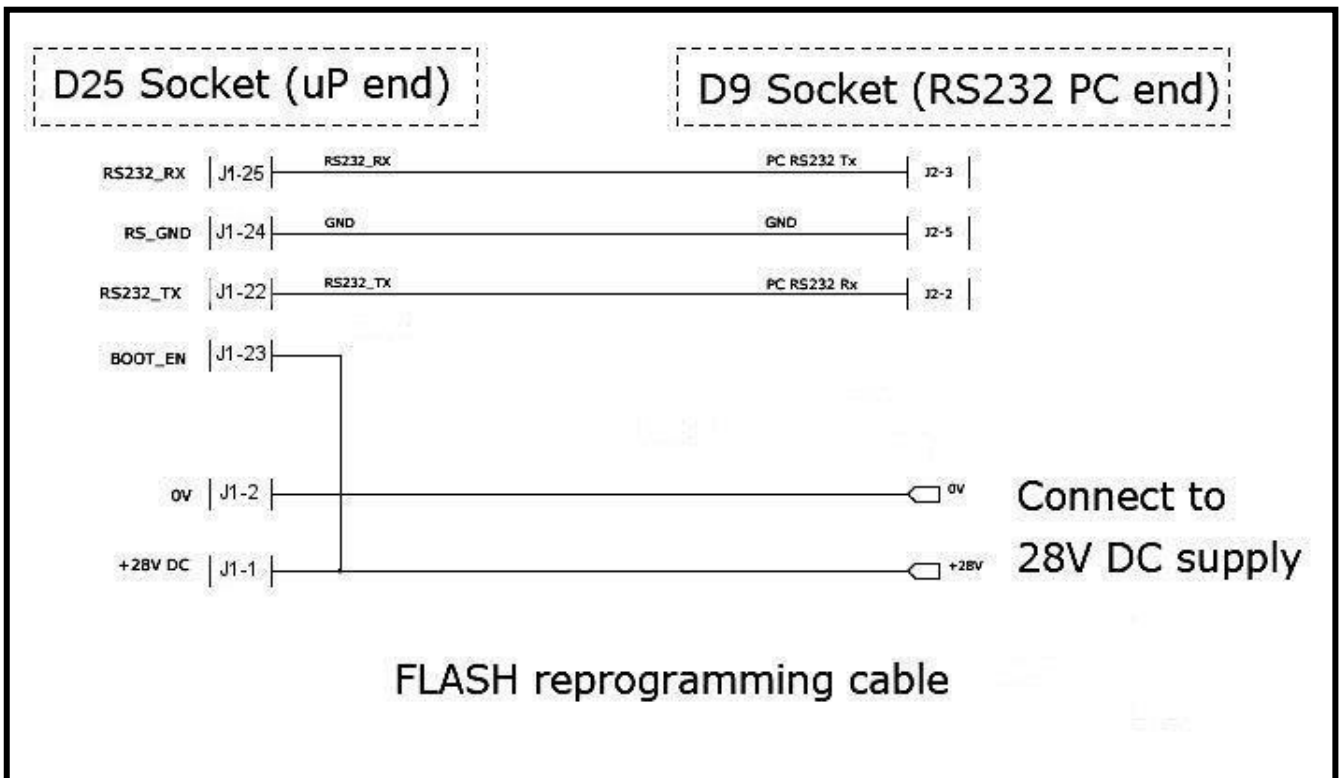 D25 Socket (uP end)
D9 Socket (RS232 PC end)
RS232_RX J1-25 RS232_RX PC RS232 Tx J2-3
RS_GND J1-24 GND GND J2-5
RS232_TX J1-22 RS232_TX PC RS232 Rx J2-2
BOOT_EN J1-23
0V J1-2 0V
Connect to
+28V DC J1-1 +28V
28V DC supply
FLASH reprogramming cable